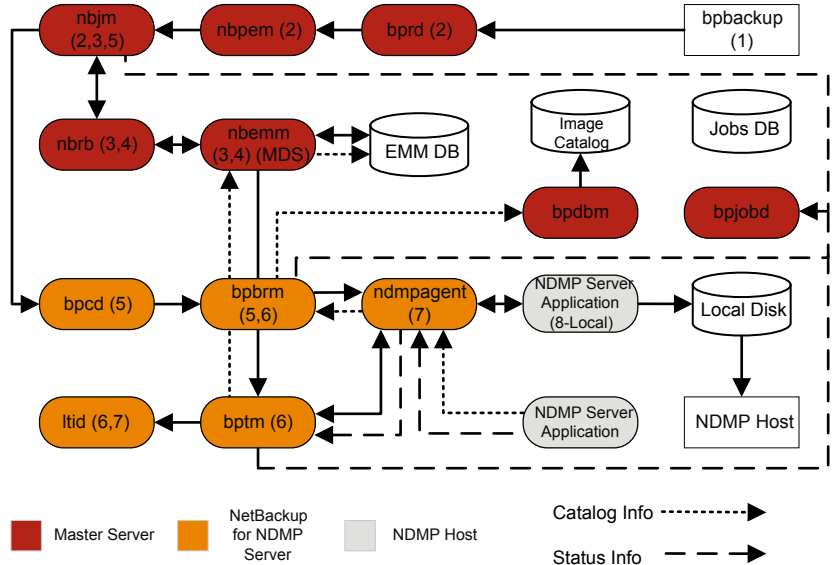 nbjm
(2,3,5)
nbpem (2)
bprd (2)
bpbackup
(1)
nbrb (3,4)
nbemm
(3,4) (MDS)
EMM DB
Image
Catalog
Jobs DB
bpdbm
bpjobd
bpcd (5)
bpbrm
(5,6)
ndmpagent
(7)
NDMP Server
Application
(8-Local)
Local Disk
ltid (6,7)
bptm (6)
NDMP Server
Application
NDMP Host
Master Server
NetBackup
for NDMP
Server
NDMP Host
Catalog Info
Status Info